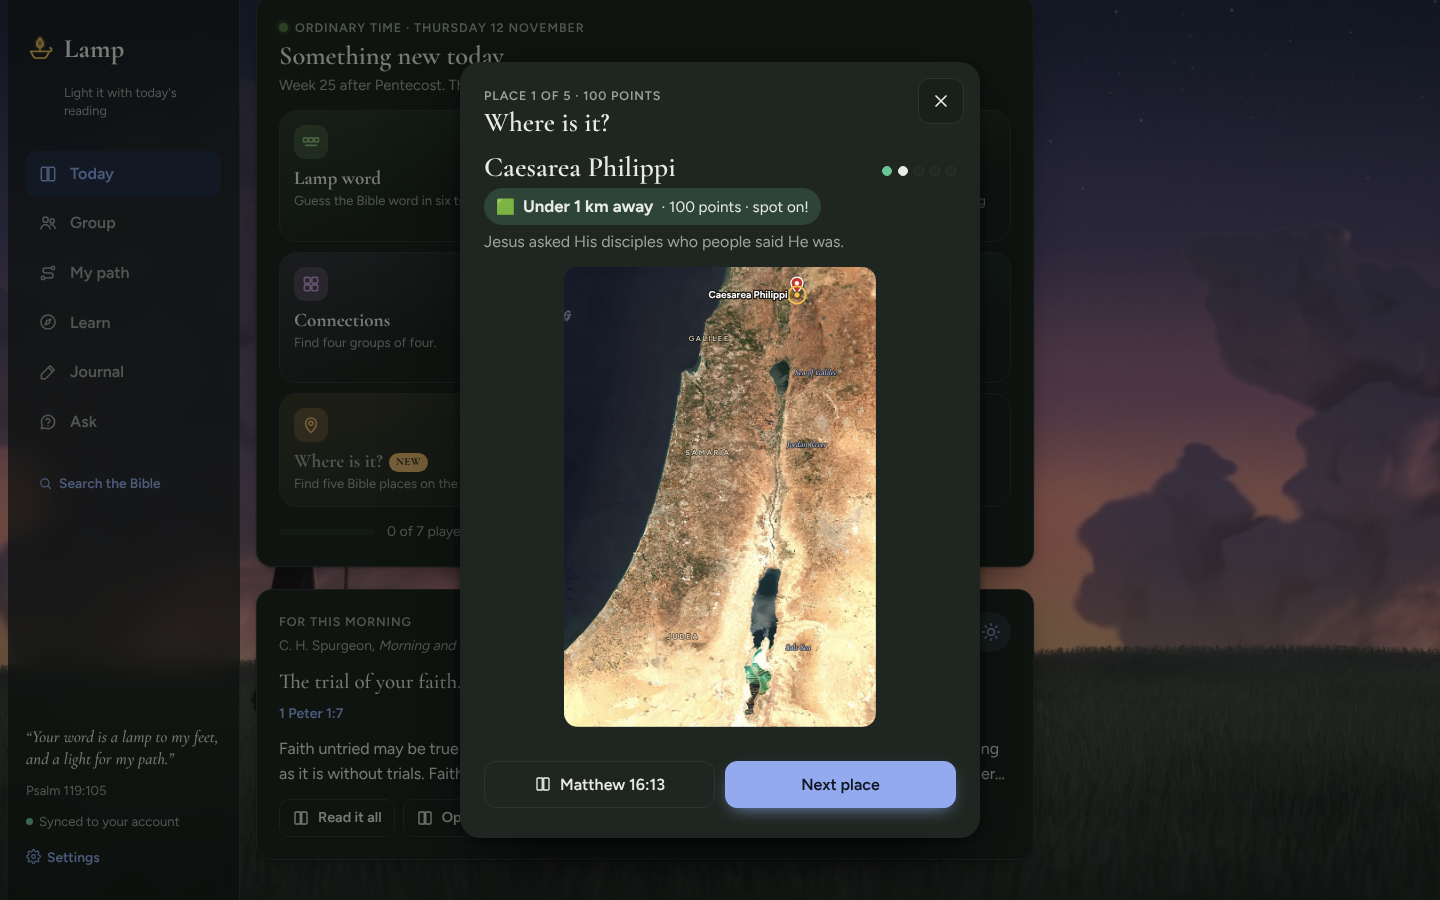 Lamp
Light it with today's
reading
Today
Group
My path
Learn
Journal
Ask
Search the Bible
“Your word is a lamp to my feet,
and a light for my path.”
Psalm 119:105
Synced to your account
Settings
ORDINARY TIME · THURSDAY 12 NOVEMBER
Something new today
Week 25 after Pentecost.
Lamp word
Guess the Bible word in six
Connections
Find four groups of four.
Where is it? NEW
Find five Bible places on the
0 of 7 playe
FOR THIS MORNING
C. H. Spurgeon, Morning and
The trial of your faith.
1 Peter 1:7
Faith untried may be true
as it is without trials. Faith
Read it all
Op
PLACE 1 OF 5 · 100 POINTS
Where is it?
Caesarea Philippi
Under 1 km away · 100 points · spot on!
Jesus asked His disciples who people said He was.
Caesarea Philippi
GALILEE
Sea of Galilee
Jordan River
SAMARIA
JUDEA
Salt Sea
Matthew 16:13
Next place
ng
er...